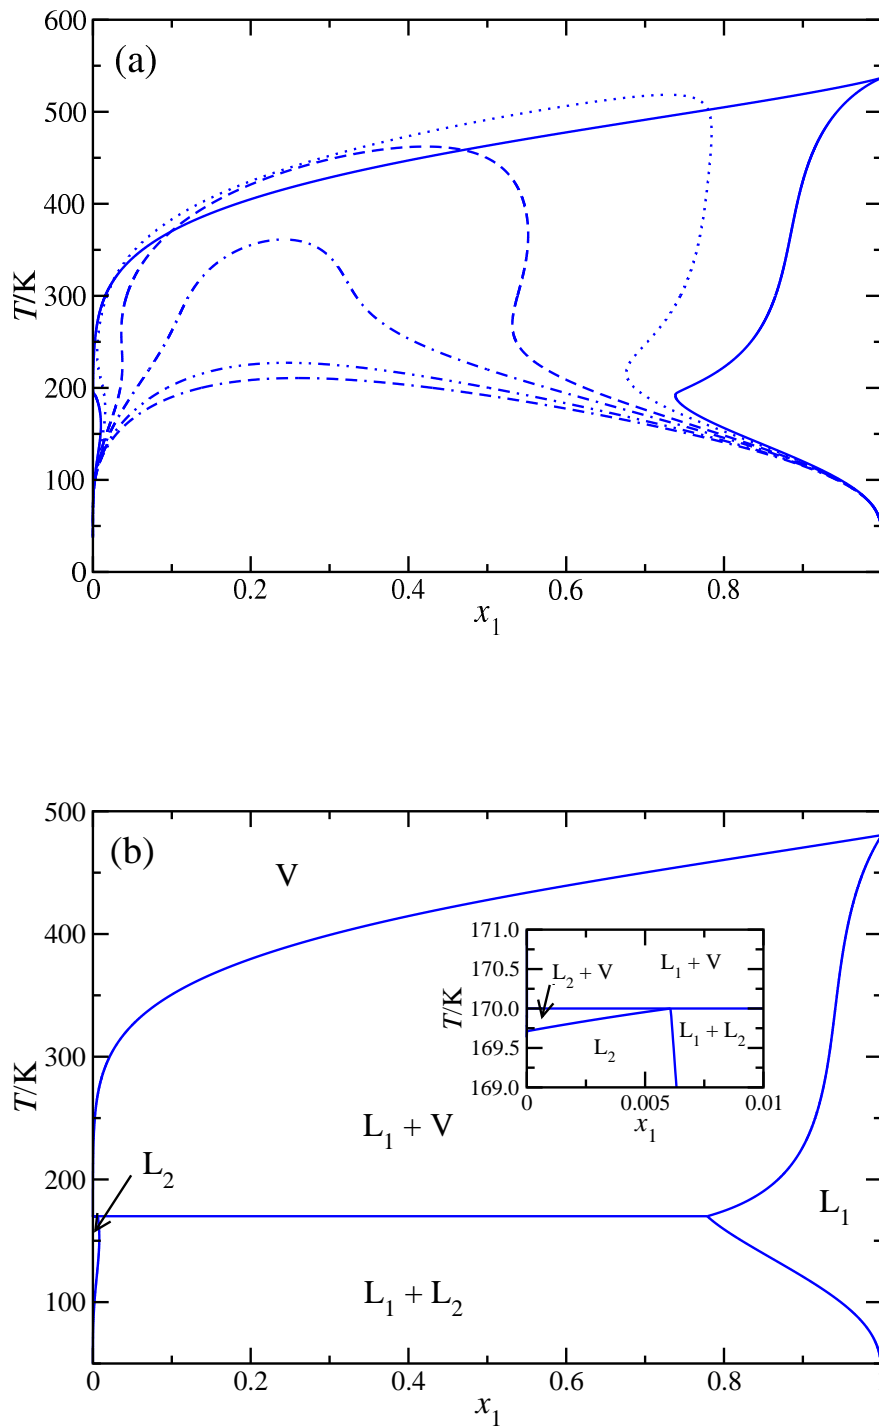 (a)
600
500
400
300
200
100
0
T/K
0 0.2 0.4 0.6 0.8
x₁
(b)
500
400
300
200
100
T/K
V
L₁ + V
L₂
L₁
L₁ + L₂
171.0
170.5
170.0
169.5
169.0
T/K
L₂ + V
L₁ + V
L₂
L₁ + L₂
0 0.005 0.01
x₁
0 0.2 0.4 0.6 0.8
x₁